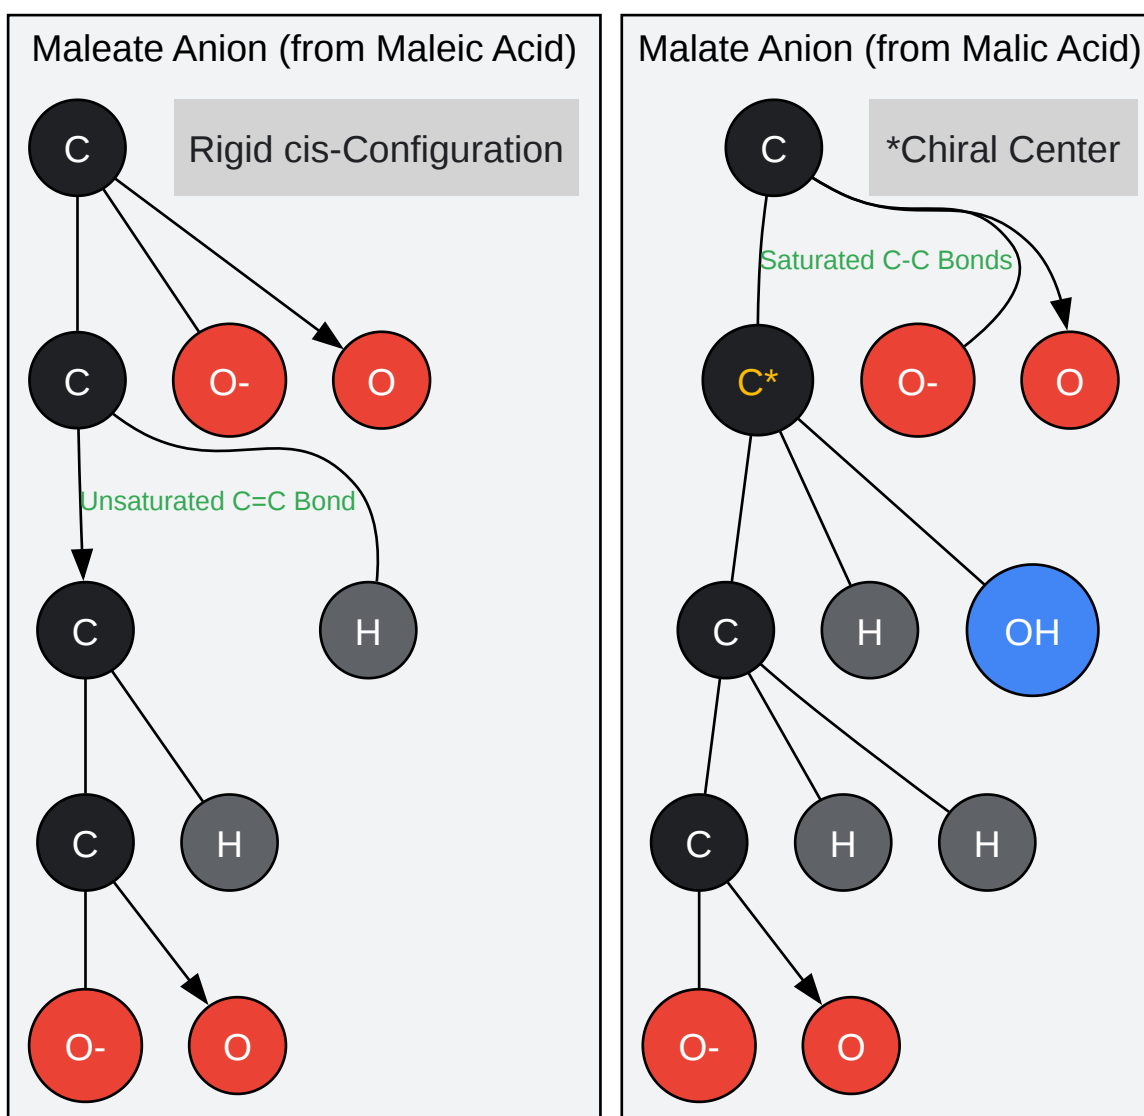 Maleate Anion (from Maleic Acid)
C
Rigid cis-Configuration
C
O-
O
Unsaturated C=C Bond
C
H
C
H
O-
O
Malate Anion (from Malic Acid)
C
*Chiral Center
Saturated C-C Bonds
C*
O-
O
C
H
OH
C
H
H
O-
O